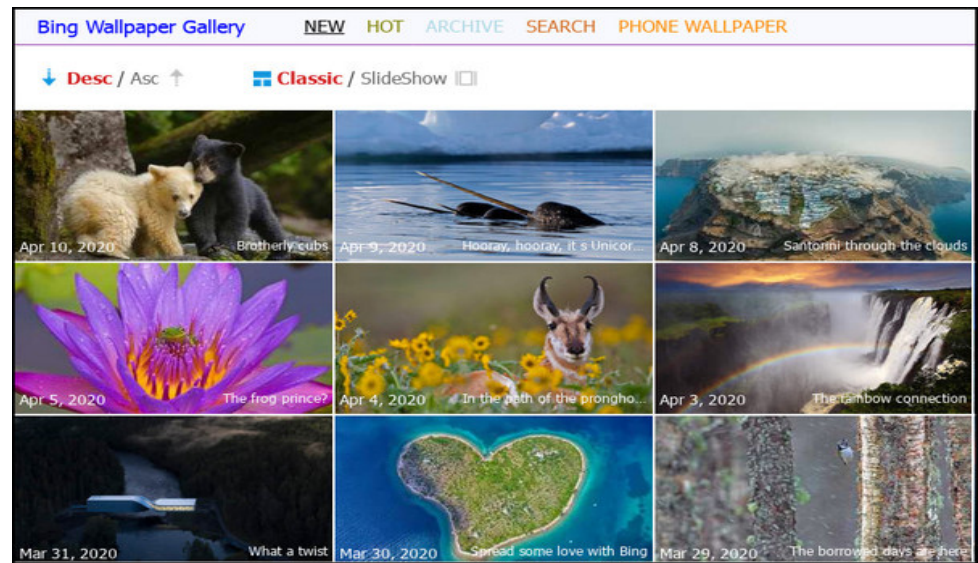 Bing Wallpaper Gallery NEW HOT ARCHIVE SEARCH PHONE WALLPAPER
Desc / Asc Classic / SlideShow
Apr 10, 2020 Brotherly cubs
Apr 9, 2020 Hooray, hooray, it s Unicor...
Apr 8, 2020 Santorini through the clouds
Apr 5, 2020 The frog prince?
Apr 4, 2020 In the path of the prongho...
Apr 3, 2020 The rainbow connection
Mar 31, 2020 What a twist
Mar 30, 2020 Spread some love with Bing
Mar 29, 2020 The borrowed days are here